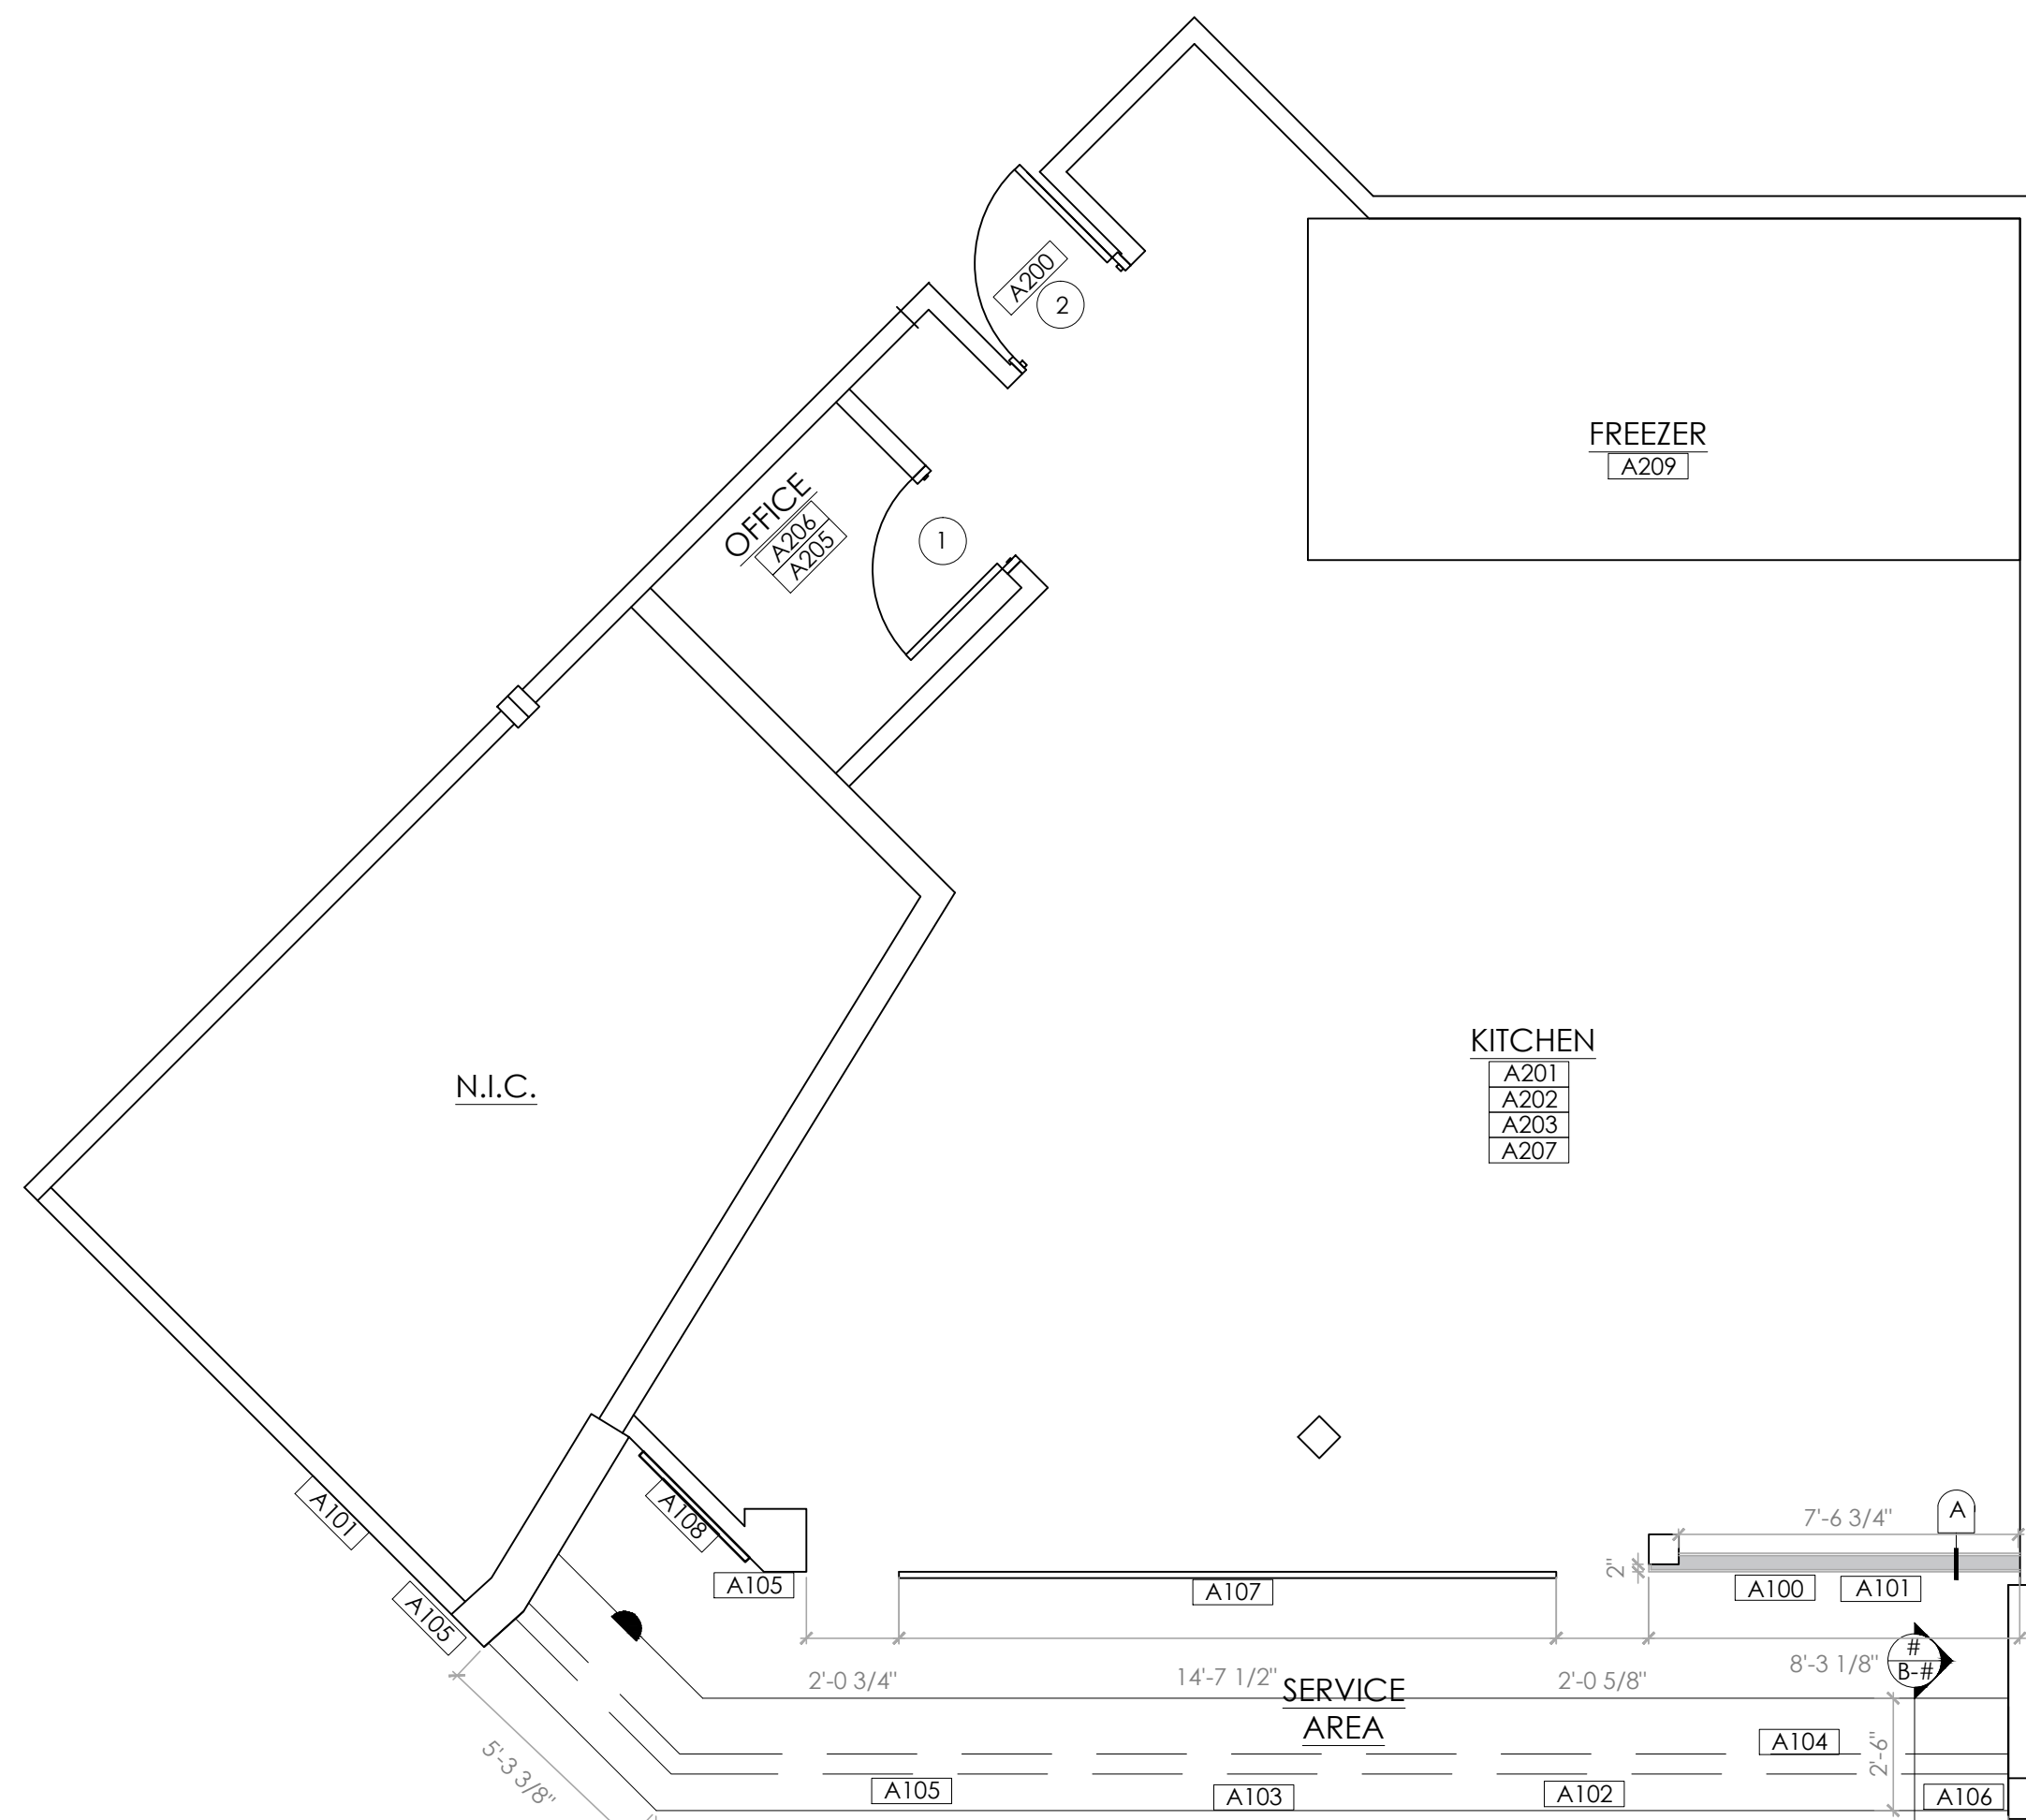 A200
2
FREEZER
A209
OFFICE
A206
A205
1
KITCHEN
A201
A202
A203
A207
N.I.C.
A101
A108
A105
A105
A107
7'-6 3/4"
A
2"
A100
A101
2'-0 3/4"
14'-7 1/2"
2'-0 5/8"
8'-3 1/8"
#
B-#
SERVICE
AREA
A104
2'-6"
5'-3 3/8"
A105
A103
A102
A106